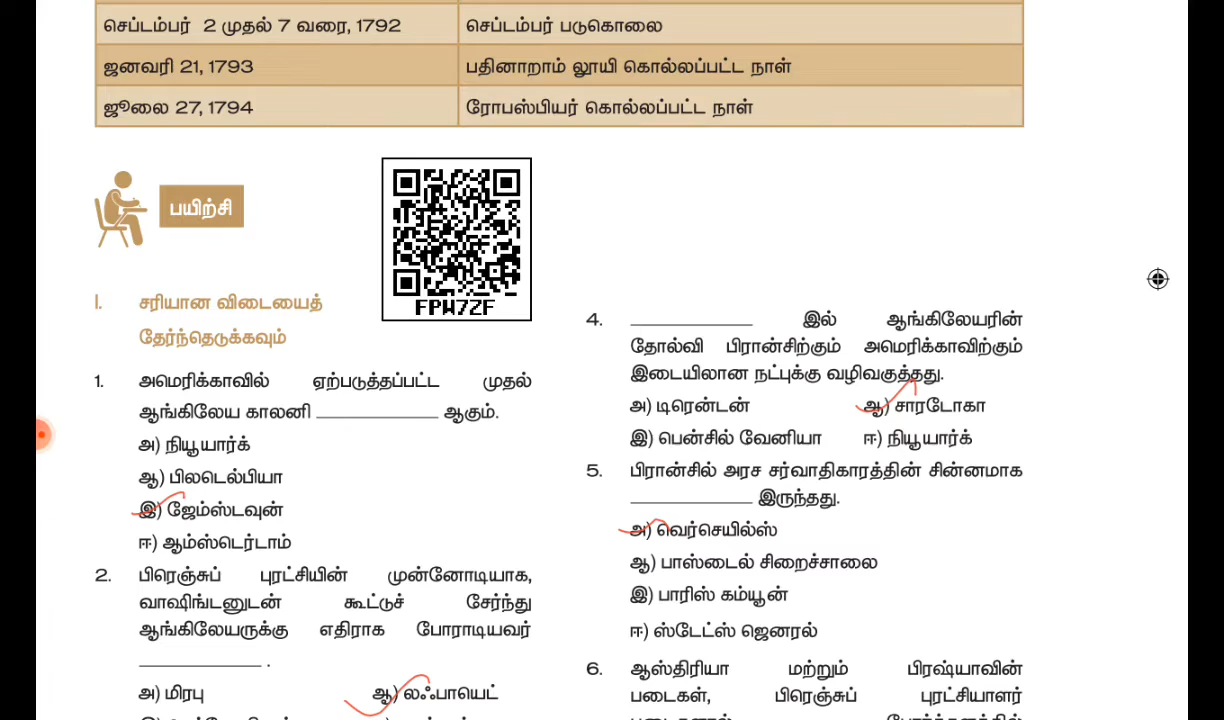 செப்டம்பர் 2 முதல் 7 வரை, 1792 செப்டம்பர் படுகொலை
ஜனவரி 21, 1793 பதினாறாம் லூயி கொல்லப்பட்ட நாள்
ஜூலை 27, 1794 ரோபஸ்பியர் கொல்லப்பட்ட நாள்
பயிற்சி
FPW7ZF
I. சரியான விடையைத்
தேர்ந்தெடுக்கவும்
1. அமெரிக்காவில் ஏற்படுத்தப்பட்ட முதல்
ஆங்கிலேய காலனி ____________ ஆகும்.
அ) நியூயார்க்
ஆ) பிலடெல்பியா
இ) ஜேம்ஸ்டவுன்
ஈ) ஆம்ஸ்டெர்டாம்
2. பிரெஞ்சுப் புரட்சியின் முன்னோடியாக,
வாஷிங்டனுடன் கூட்டுச் சேர்ந்து
ஆங்கிலேயருக்கு எதிராக போராடியவர்
____________ .
அ) மிரபு ஆ) லஃபாயெட்
4. ____________ இல் ஆங்கிலேயரின்
தோல்வி பிரான்சிற்கும் அமெரிக்காவிற்கும்
இடையிலான நட்புக்கு வழிவகுத்தது.
அ) டிரென்டன் ஆ) சாரடோகா
இ) பென்சில் வேனியா ஈ) நியூயார்க்
5. பிரான்சில் அரச சர்வாதிகாரத்தின் சின்னமாக
____________ இருந்தது.
அ) வெர்செயில்ஸ்
ஆ) பாஸ்டைல் சிறைச்சாலை
இ) பாரிஸ் கம்யூன்
ஈ) ஸ்டேட்ஸ் ஜெனரல்
6. ஆஸ்திரியா மற்றும் பிரஷ்யாவின்
படைகள், பிரெஞ்சுப் புரட்சியாளர்